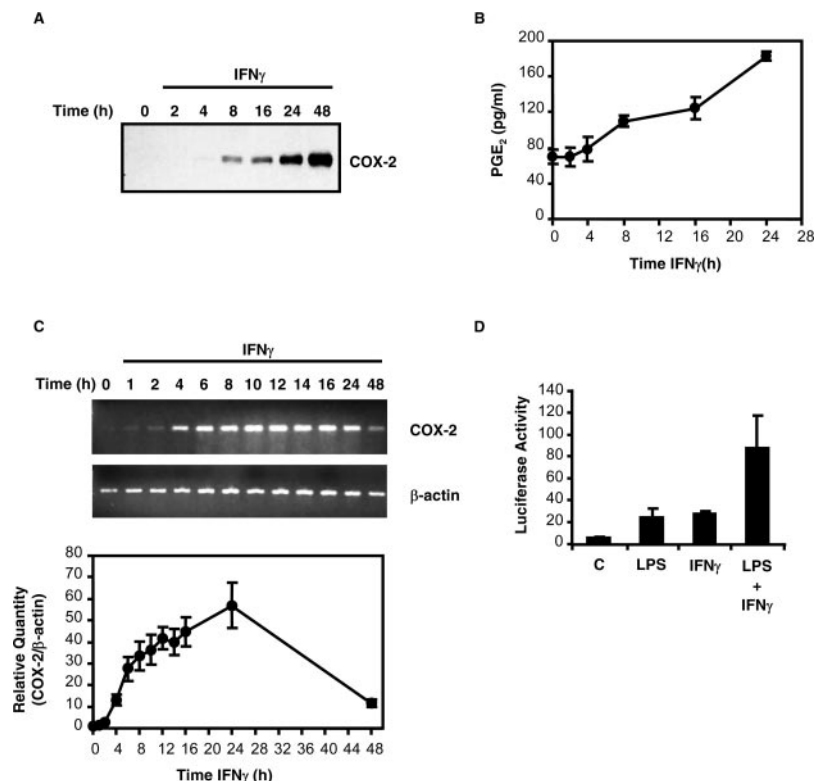 A
IFNγ
Time (h) 0 2 4 8 16 24 48
COX-2
B
PGE₂ (pg/ml)
200
160
120
80
40
0
0 4 8 12 16 20 24 28
Time IFNγ(h)
C
IFNγ
Time (h) 0 1 2 4 6 8 10 12 14 16 24 48
COX-2
β-actin
Relative Quantity
(COX-2/β-actin)
80
70
60
50
40
30
20
10
0
0 4 8 12 16 20 24 28 32 36 40 44 48
Time IFNγ (h)
D
Luciferase Activity
140
120
100
80
60
40
20
0
C LPS IFNγ LPS
+
IFNγ